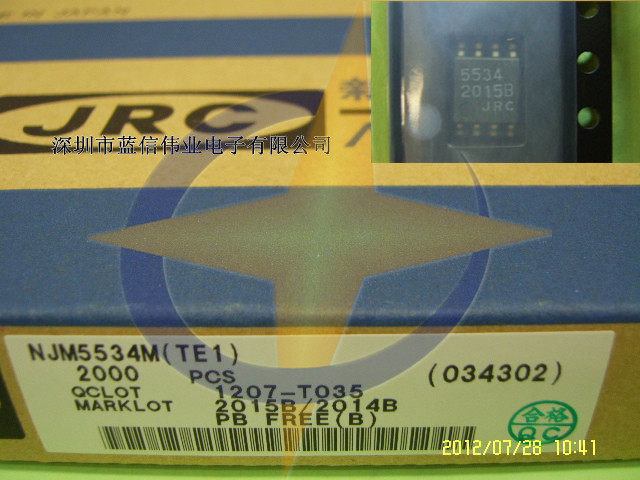 JRC
深圳市蓝信伟业电子有限公司
5534
2015B
JRC
NJM5534M(TE1)
2000 PCS
(034302)
QCLOT 1207-T035
MARKLOT 2015B/2014B
PB FREE(B)
合格
QC
2012/07/28 10:41